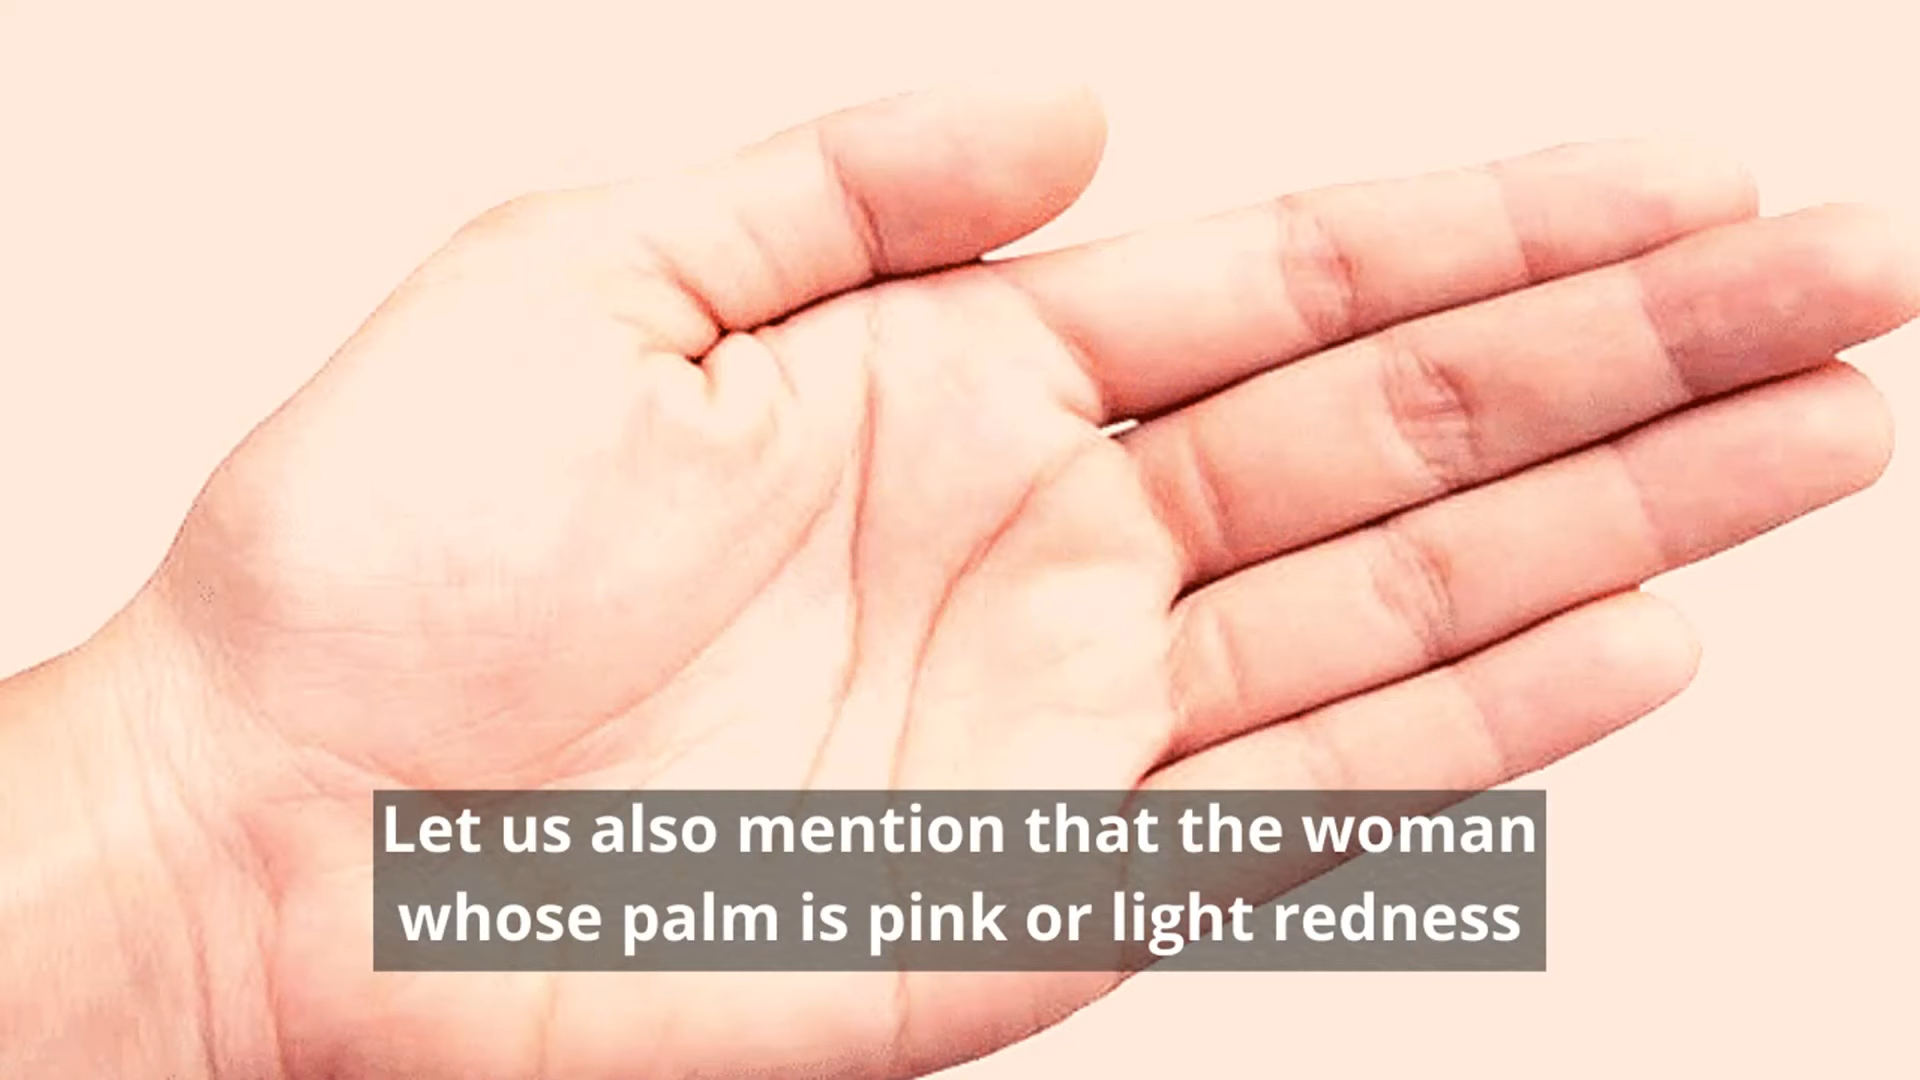 Let us also mention that the woman
whose palm is pink or light redness